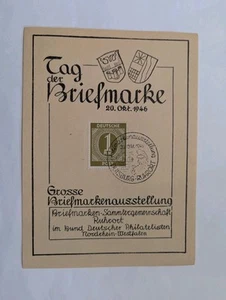 Tag
der
Briefmarke
20. Okt. 1946
DEUTSCHE
1
POST
Grosse
Briefmarkenausstellung
Briefmarken-Sammlergemeinschaft
Ruhrort
im Bund Deutscher Philatelisten
Nordrhein-Westfalen